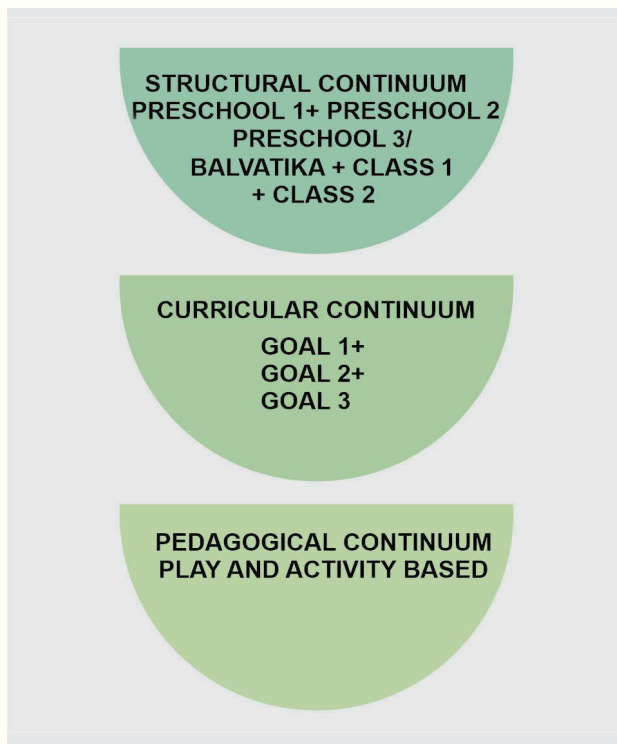 STRUCTURAL CONTINUUM
PRESCHOOL 1+ PRESCHOOL 2
PRESCHOOL 3/
BALVATIKA + CLASS 1
+ CLASS 2
CURRICULAR CONTINUUM
GOAL 1+
GOAL 2+
GOAL 3
PEDAGOGICAL CONTINUUM
PLAY AND ACTIVITY BASED